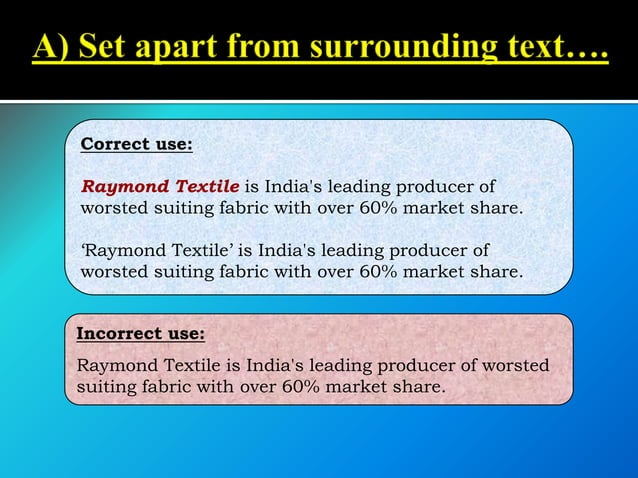 A) Set apart from surrounding text….
Correct use:
Raymond Textile is India's leading producer of
worsted suiting fabric with over 60% market share.
‘Raymond Textile’ is India's leading producer of
worsted suiting fabric with over 60% market share.
Incorrect use:
Raymond Textile is India's leading producer of worsted
suiting fabric with over 60% market share.